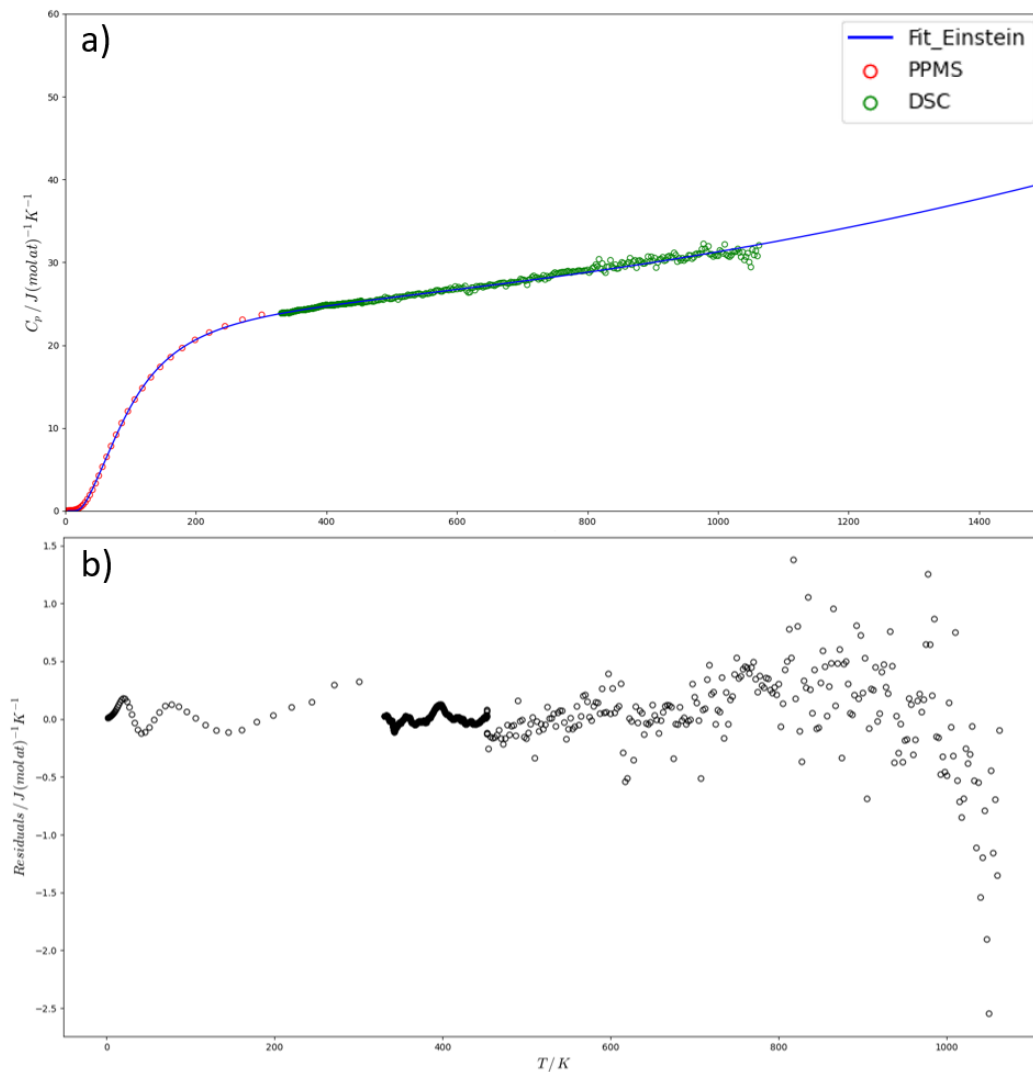 a)
Fit_Einstein
PPMS
DSC
60
50
40
30
20
10
0
C_p / J(mol at)^{-1}K^{-1}
0 200 400 600 800 1000 1200 1400
b)
1.5
1.0
0.5
0.0
−0.5
−1.0
−1.5
−2.0
−2.5
Residuals / J(mol at)^{-1}K^{-1}
0 200 400 600 800 1000
T / K